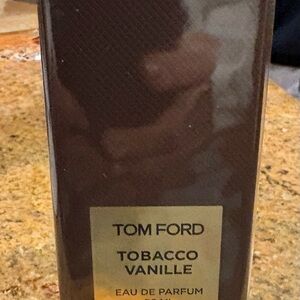 TOM FORD
TOBACCO
VANILLE
EAU DE PARFUM